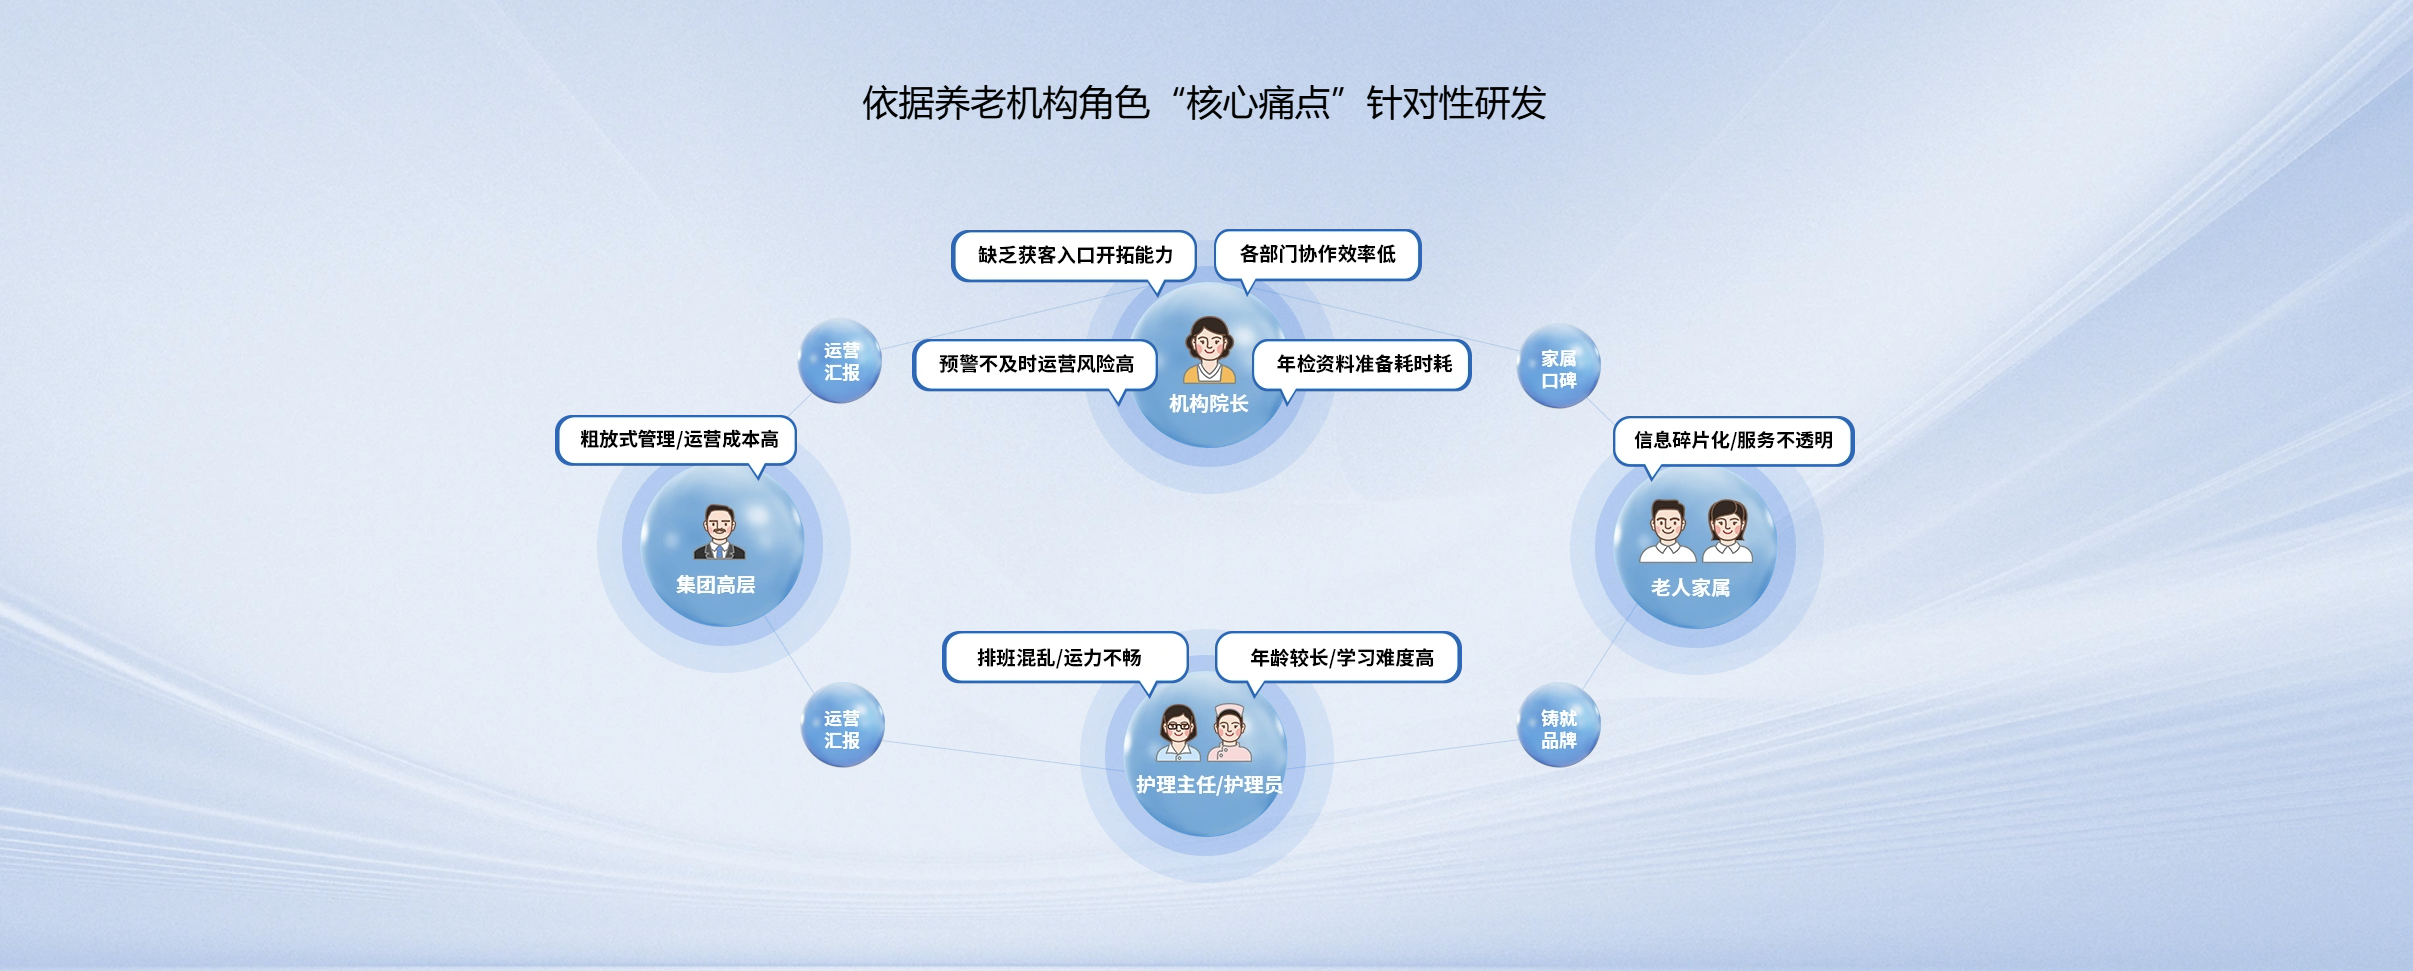 依据养老机构角色“核心痛点”针对性研发
缺乏获客入口开拓能力
各部门协作效率低
运营
汇报
预警不及时运营风险高
年检资料准备耗时耗
机构院长
家属
口碑
粗放式管理/运营成本高
集团高层
信息碎片化/服务不透明
老人家属
排班混乱/运力不畅
年龄较长/学习难度高
运营
汇报
护理主任/护理员
铸就
品牌